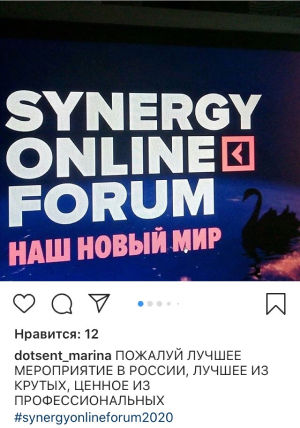 SYNERGY
ONLINE
FORUM
НАШ НОВЫЙ МИР
Нравится: 12
dotsent_marina ПОЖАЛУЙ ЛУЧШЕЕ
МЕРОПРИЯТИЕ В РОССИИ, ЛУЧШЕЕ ИЗ
КРУТЫХ, ЦЕННОЕ ИЗ
ПРОФЕССИОНАЛЬНЫХ
#synergyonlineforum2020